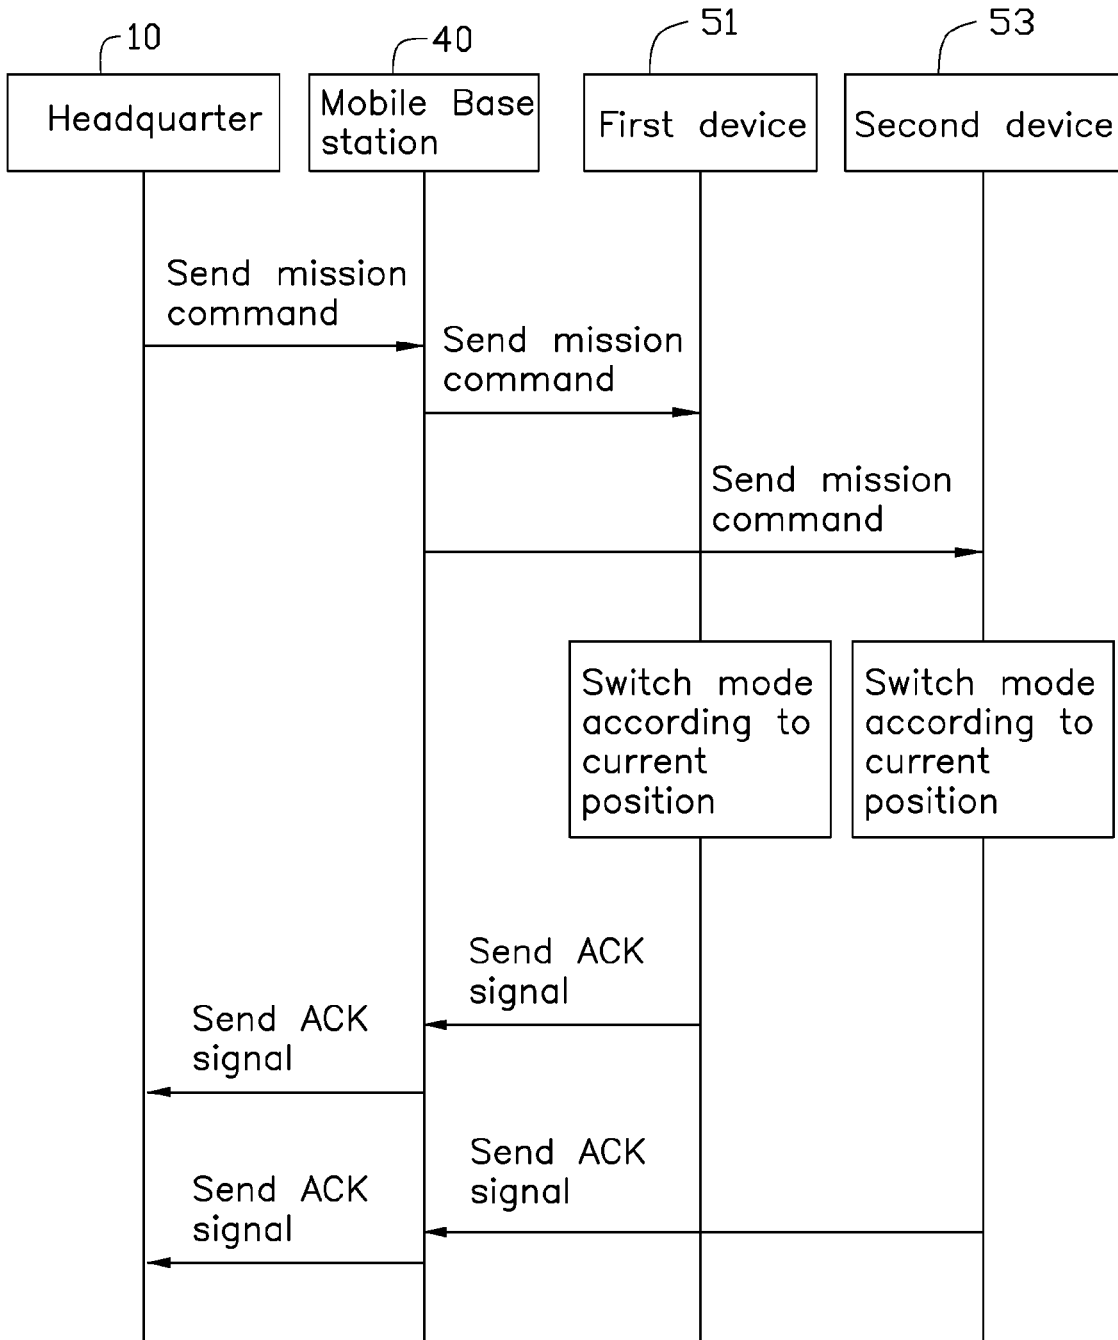 10
40
51
53
Headquarter
Mobile Base
station
First device
Second device
Send mission
command
Send mission
command
Send mission
command
Switch mode
according to
current
position
Switch mode
according to
current
position
Send ACK
signal
Send ACK
signal
Send ACK
signal
Send ACK
signal